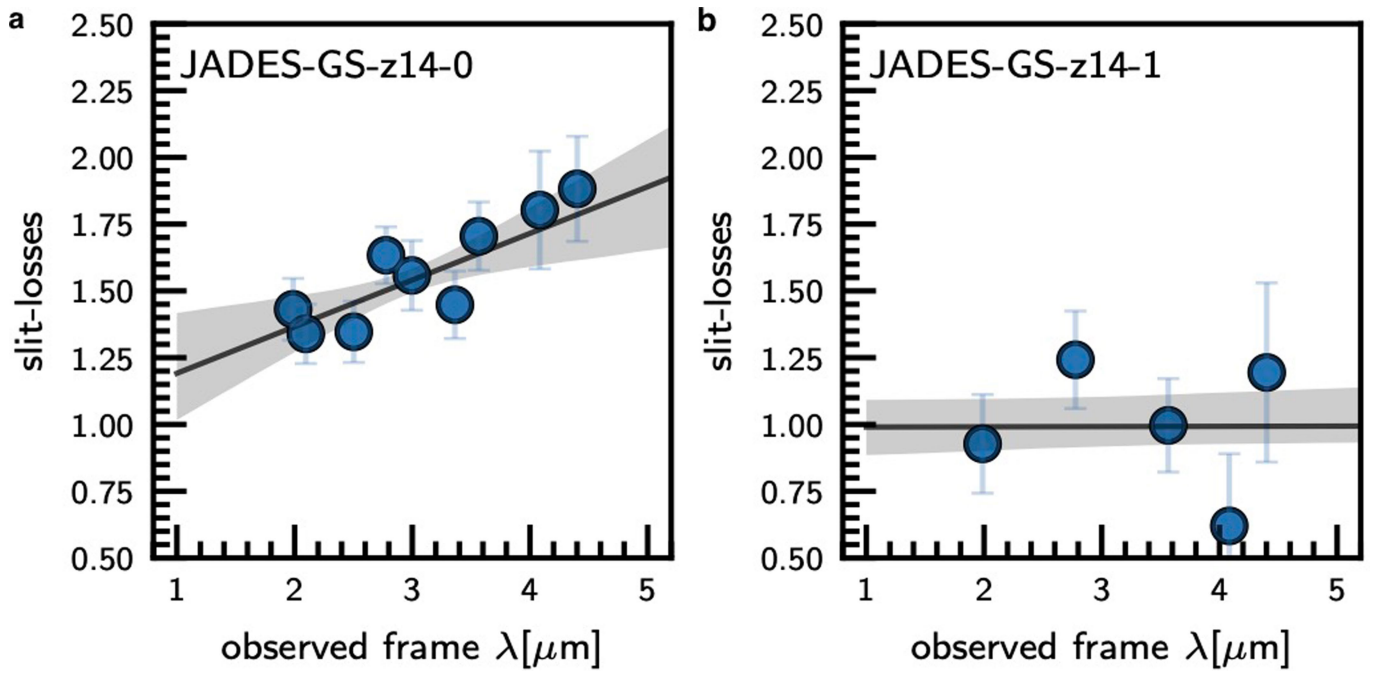 a
JADES-GS-z14-0
2.50
2.25
2.00
1.75
1.50
1.25
1.00
0.75
0.50
slit-losses
1 2 3 4 5
observed frame λ[μm]
b
JADES-GS-z14-1
2.50
2.25
2.00
1.75
1.50
1.25
1.00
0.75
0.50
slit-losses
1 2 3 4 5
observed frame λ[μm]